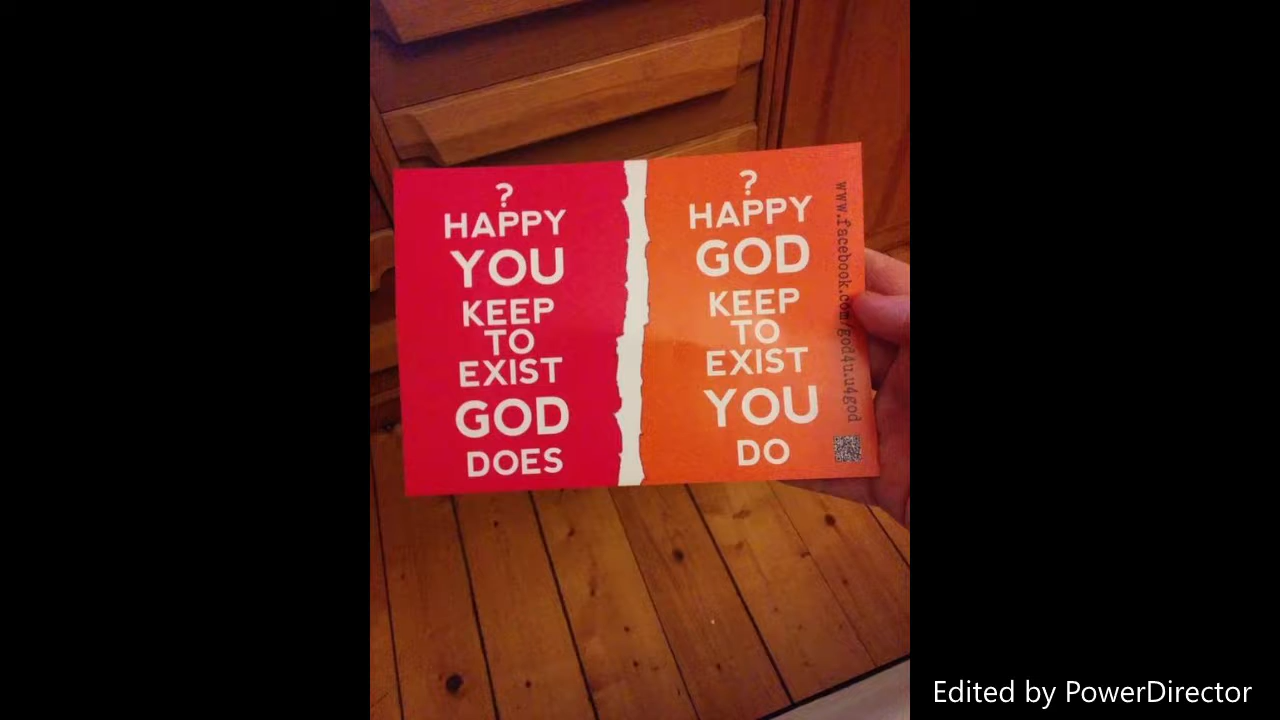 ?
HAPPY
YOU
KEEP
TO
EXIST
GOD
DOES
?
HAPPY
GOD
KEEP
TO
EXIST
YOU
DO
www.facebook.com/god4u.u4god
Edited by PowerDirector